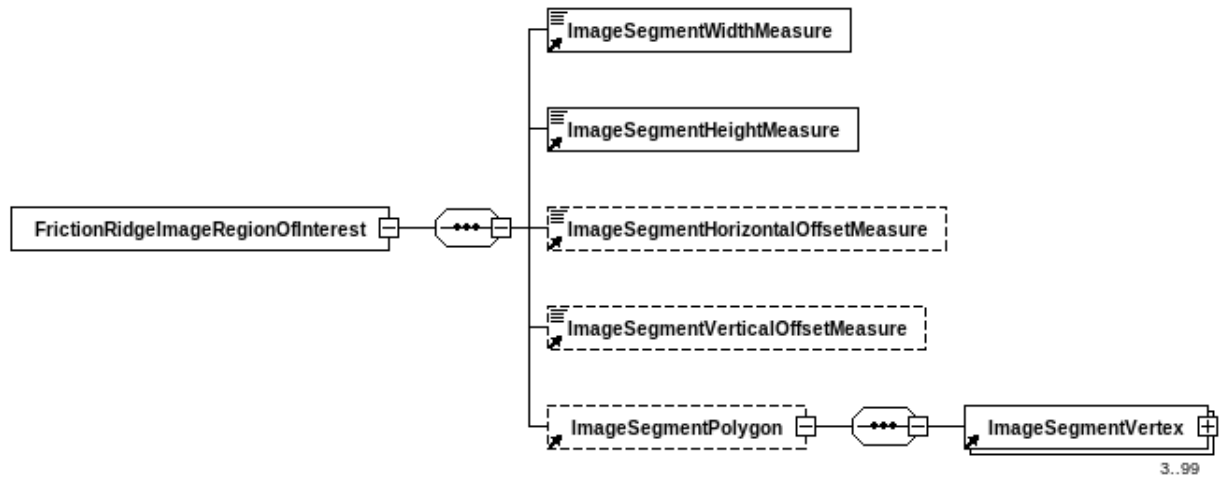 ImageSegmentWidthMeasure
ImageSegmentHeightMeasure
FrictionRidgeImageRegionOfInterest
ImageSegmentHorizontalOffsetMeasure
ImageSegmentVerticalOffsetMeasure
ImageSegmentPolygon
ImageSegmentVertex
3..99